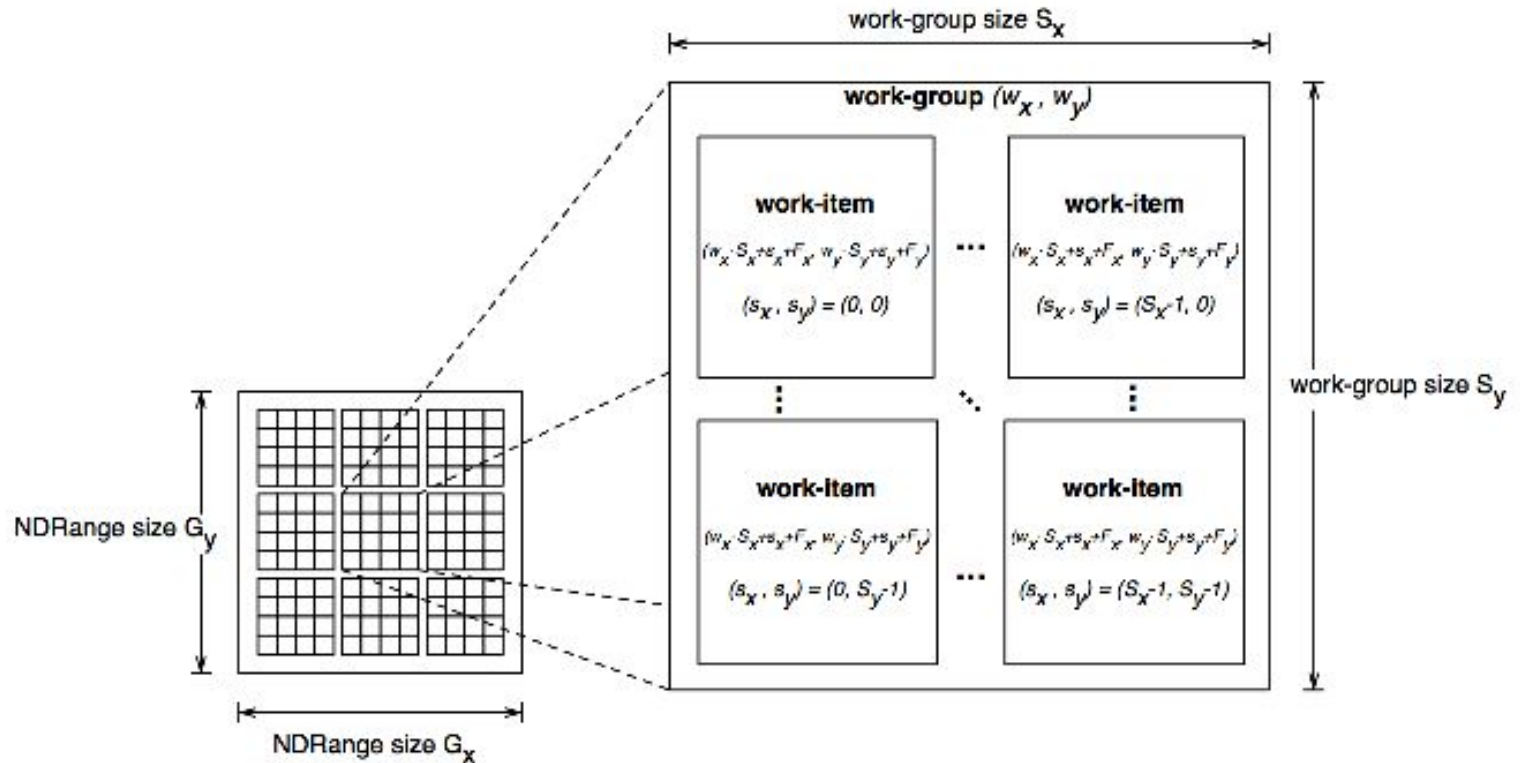 work-group size Sx
work-group (wx , wy)
work-item
(wx·Sx+sx+Fx, wy·Sy+sy+Fy)
(sx , sy) = (0, 0)
...
work-item
(wx·Sx+sx+Fx, wy·Sy+sy+Fy)
(sx , sy) = (Sx-1, 0)
work-group size Sy
work-item
(wx·Sx+sx+Fx, wy·Sy+sy+Fy)
(sx , sy) = (0, Sy-1)
...
work-item
(wx·Sx+sx+Fx, wy·Sy+sy+Fy)
(sx , sy) = (Sx-1, Sy-1)
NDRange size Gy
NDRange size Gx